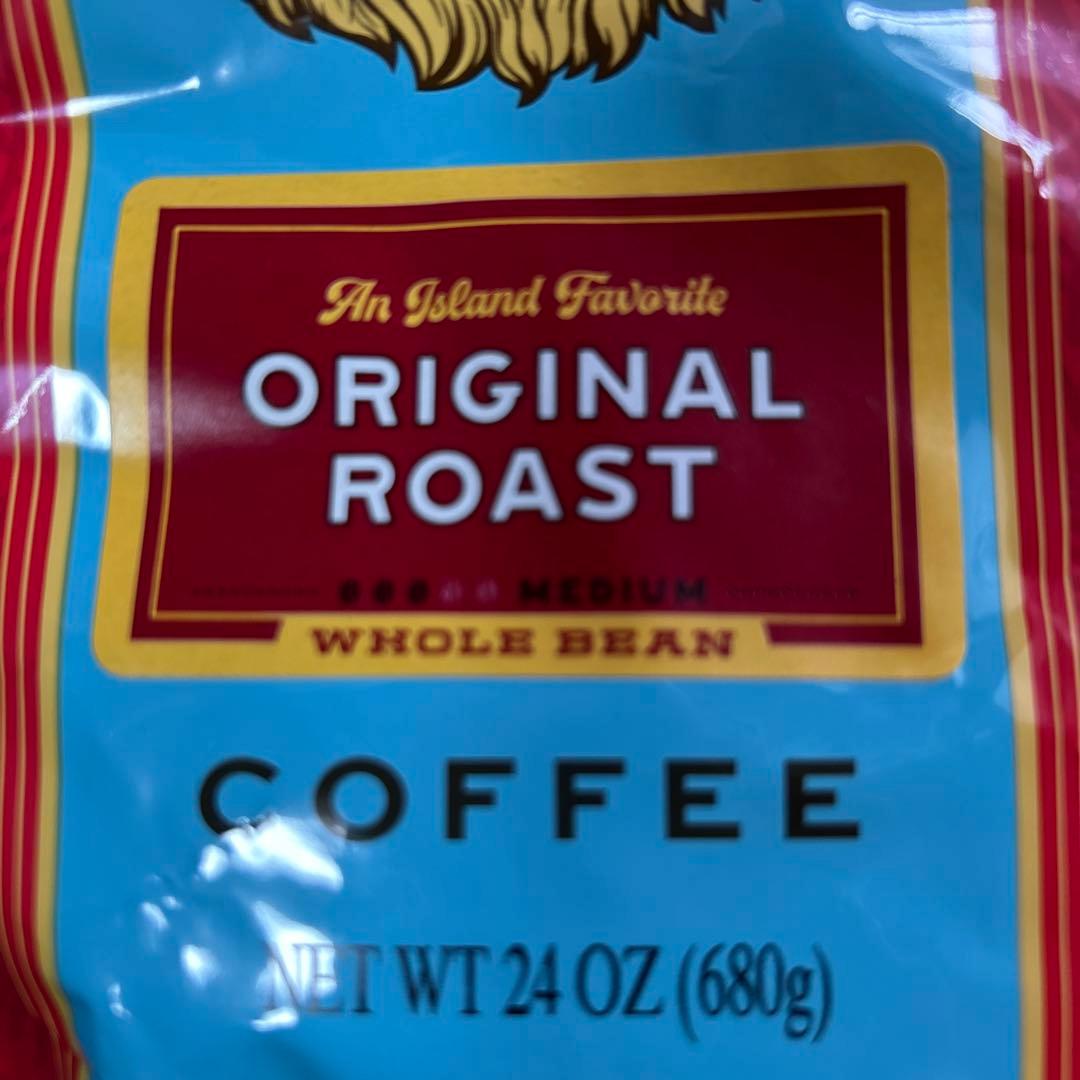 An Island Favorite
ORIGINAL
ROAST
MEDIUM
WHOLE BEAN
COFFEE
NET WT 24 OZ (680g)